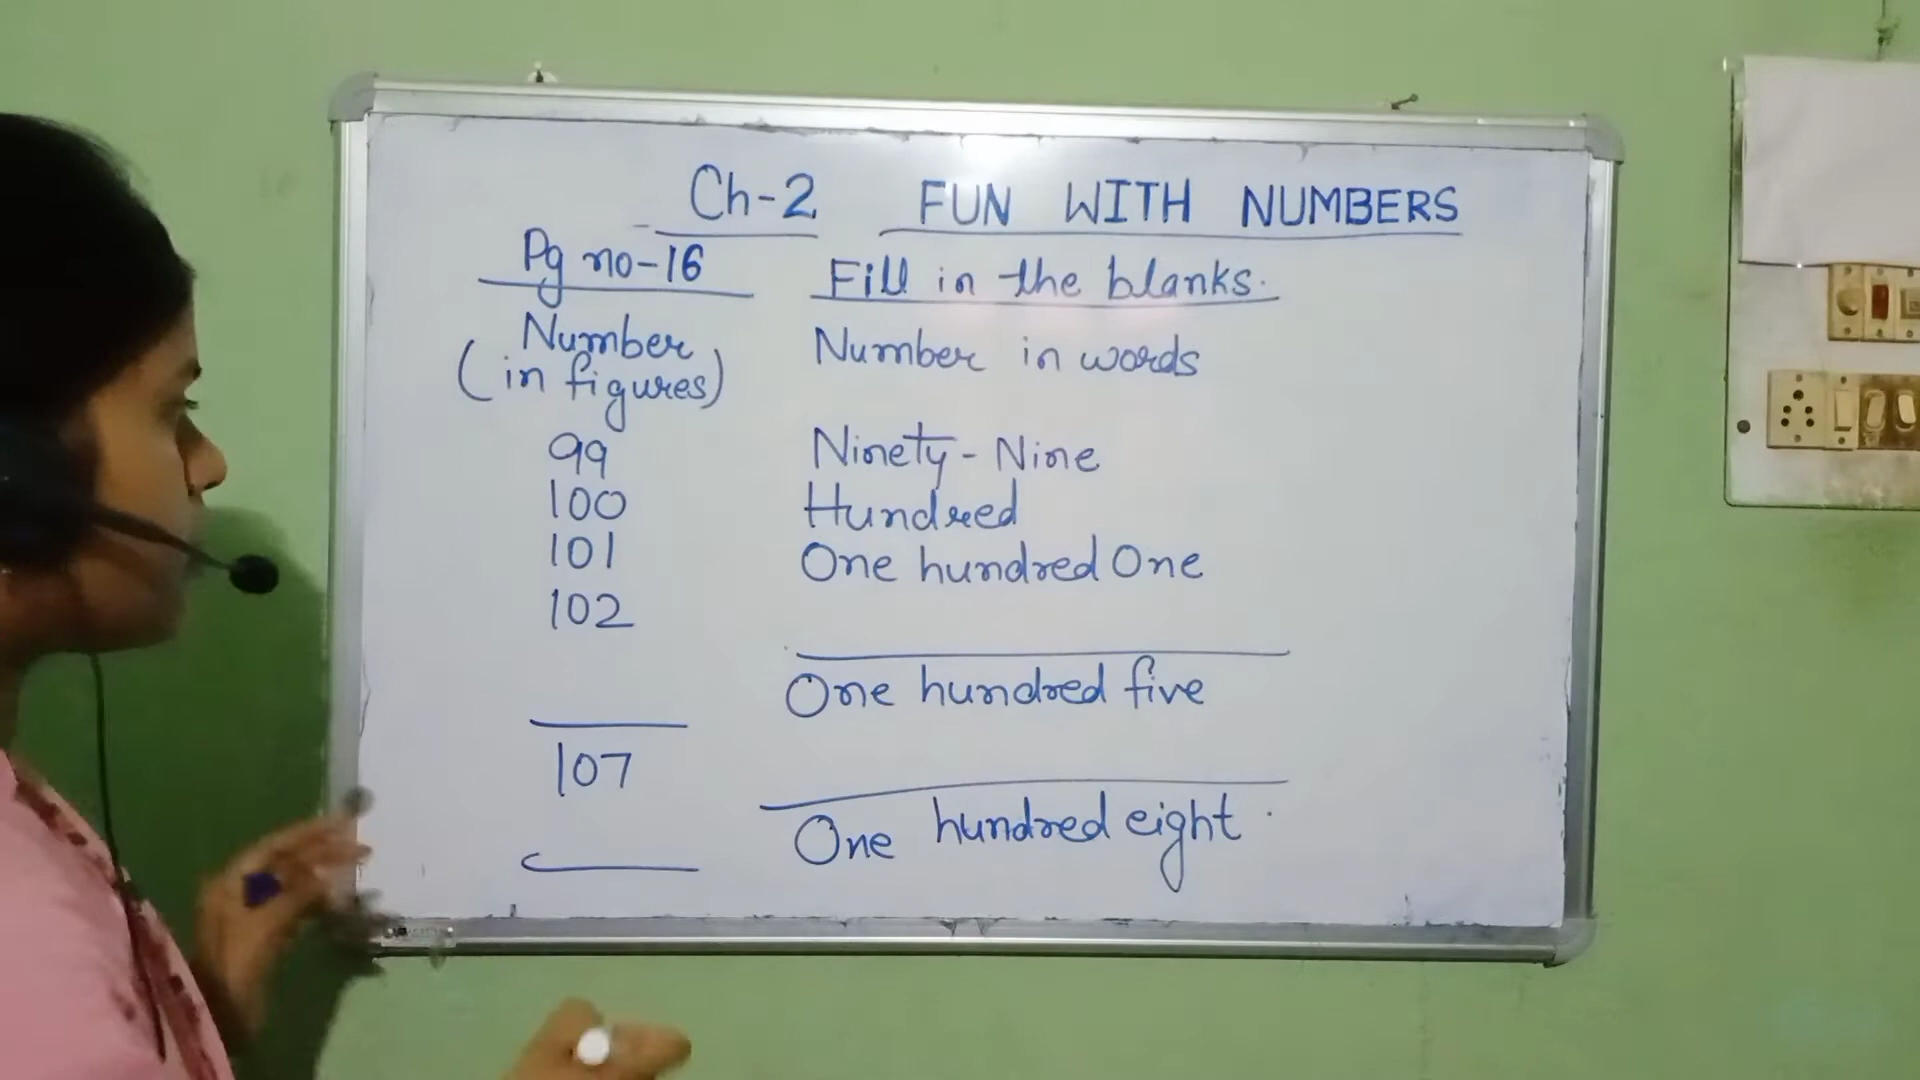 Ch-2 FUN WITH NUMBERS
Pg no-16 Fill in the blanks.
Number Number in words
(in figures)
99 Ninety-Nine
100 Hundred
101 One hundred One
102
One hundred five
107
One hundred eight